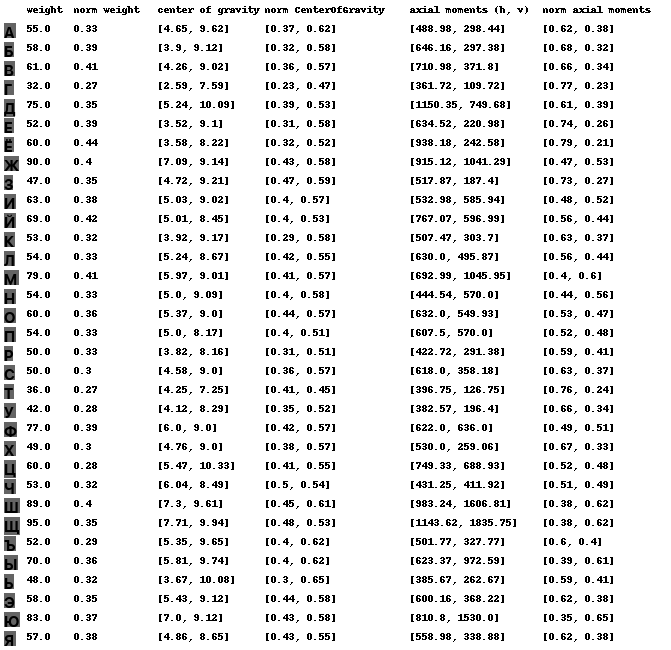 weight norm weight center of gravity norm CenterOfGravity axial moments (h, v) norm axial moments
А 55.0 0.33 [4.65, 9.62] [0.37, 0.62] [488.98, 298.44] [0.62, 0.38]
Б 58.0 0.39 [3.9, 9.12] [0.32, 0.58] [646.16, 297.38] [0.68, 0.32]
В 61.0 0.41 [4.26, 9.02] [0.36, 0.57] [710.98, 371.8] [0.66, 0.34]
Г 32.0 0.27 [2.59, 7.59] [0.23, 0.47] [361.72, 109.72] [0.77, 0.23]
Д 75.0 0.35 [5.24, 10.09] [0.39, 0.53] [1150.35, 749.68] [0.61, 0.39]
Е 52.0 0.39 [3.52, 9.1] [0.31, 0.58] [634.52, 220.98] [0.74, 0.26]
Ё 60.0 0.44 [3.58, 8.22] [0.32, 0.52] [938.18, 242.58] [0.79, 0.21]
Ж 90.0 0.4 [7.09, 9.14] [0.43, 0.58] [915.12, 1041.29] [0.47, 0.53]
З 47.0 0.35 [4.72, 9.21] [0.47, 0.59] [517.87, 187.4] [0.73, 0.27]
И 63.0 0.38 [5.03, 9.02] [0.4, 0.57] [532.98, 585.94] [0.48, 0.52]
Й 69.0 0.42 [5.01, 8.45] [0.4, 0.53] [767.07, 596.99] [0.56, 0.44]
К 53.0 0.32 [3.92, 9.17] [0.29, 0.58] [507.47, 303.7] [0.63, 0.37]
Л 54.0 0.33 [5.24, 8.67] [0.42, 0.55] [630.0, 495.87] [0.56, 0.44]
М 79.0 0.41 [5.97, 9.01] [0.41, 0.57] [692.99, 1045.95] [0.4, 0.6]
Н 54.0 0.33 [5.0, 9.09] [0.4, 0.58] [444.54, 570.0] [0.44, 0.56]
О 60.0 0.36 [5.37, 9.0] [0.44, 0.57] [632.0, 549.93] [0.53, 0.47]
П 54.0 0.33 [5.0, 8.17] [0.4, 0.51] [607.5, 570.0] [0.52, 0.48]
Р 50.0 0.33 [3.82, 8.16] [0.31, 0.51] [422.72, 291.38] [0.59, 0.41]
С 50.0 0.3 [4.58, 9.0] [0.36, 0.57] [618.0, 358.18] [0.63, 0.37]
Т 36.0 0.27 [4.25, 7.25] [0.41, 0.45] [396.75, 126.75] [0.76, 0.24]
У 42.0 0.28 [4.12, 8.29] [0.35, 0.52] [382.57, 196.4] [0.66, 0.34]
Ф 77.0 0.39 [6.0, 9.0] [0.42, 0.57] [622.0, 636.0] [0.49, 0.51]
Х 49.0 0.3 [4.76, 9.0] [0.38, 0.57] [530.0, 259.06] [0.67, 0.33]
Ц 60.0 0.28 [5.47, 10.33] [0.41, 0.55] [749.33, 688.93] [0.52, 0.48]
Ч 53.0 0.32 [6.04, 8.49] [0.5, 0.54] [431.25, 411.92] [0.51, 0.49]
Ш 89.0 0.4 [7.3, 9.61] [0.45, 0.61] [983.24, 1606.81] [0.38, 0.62]
Щ 95.0 0.35 [7.71, 9.94] [0.48, 0.53] [1143.62, 1835.75] [0.38, 0.62]
Ъ 52.0 0.29 [5.35, 9.65] [0.4, 0.62] [501.77, 327.77] [0.6, 0.4]
Ы 70.0 0.36 [5.81, 9.74] [0.4, 0.62] [623.37, 972.59] [0.39, 0.61]
Ь 48.0 0.32 [3.67, 10.08] [0.3, 0.65] [385.67, 262.67] [0.59, 0.41]
Э 58.0 0.35 [5.43, 9.12] [0.44, 0.58] [600.16, 368.22] [0.62, 0.38]
Ю 83.0 0.37 [7.0, 9.12] [0.43, 0.58] [810.8, 1530.0] [0.35, 0.65]
Я 57.0 0.38 [4.86, 8.65] [0.43, 0.55] [558.98, 338.88] [0.62, 0.38]